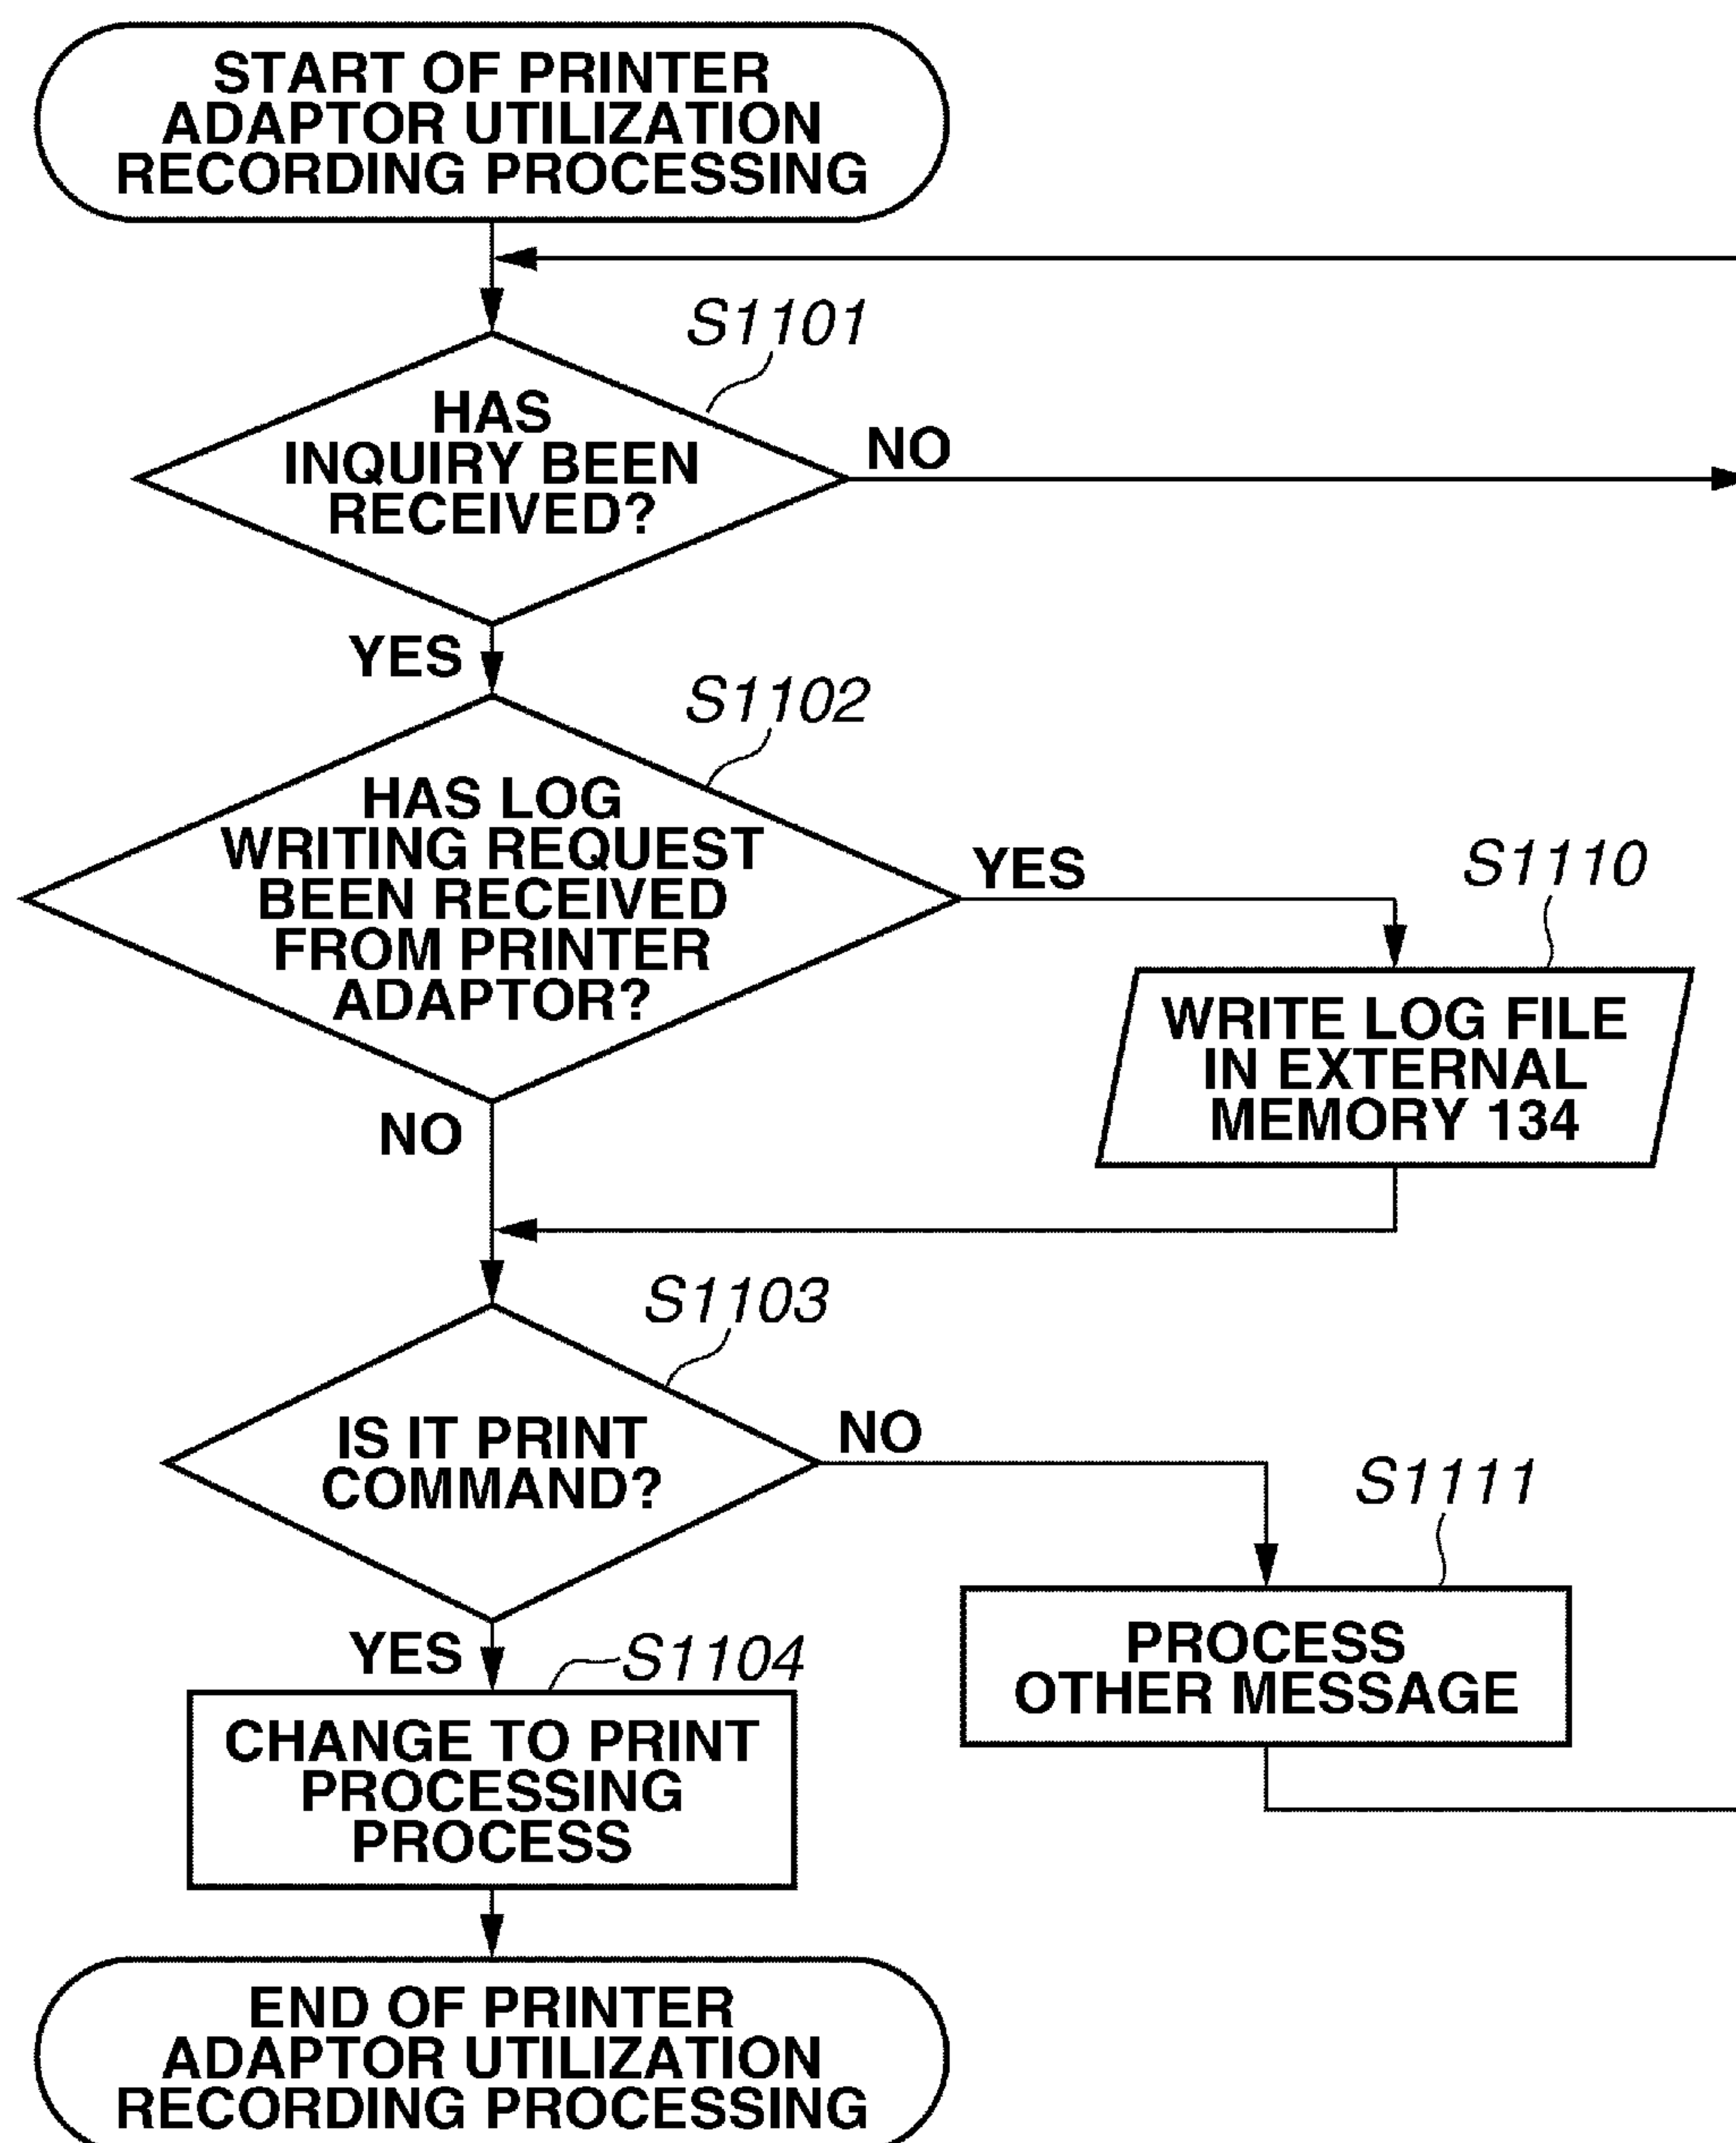 START OF PRINTER
ADAPTOR UTILIZATION
RECORDING PROCESSING
S1101
HAS
INQUIRY BEEN
RECEIVED?
NO
YES
S1102
HAS LOG
WRITING REQUEST
BEEN RECEIVED
FROM PRINTER
ADAPTOR?
YES
S1110
WRITE LOG FILE
IN EXTERNAL
MEMORY 134
NO
S1103
IS IT PRINT
COMMAND?
NO
S1111
PROCESS
OTHER MESSAGE
YES
S1104
CHANGE TO PRINT
PROCESSING
PROCESS
END OF PRINTER
ADAPTOR UTILIZATION
RECORDING PROCESSING